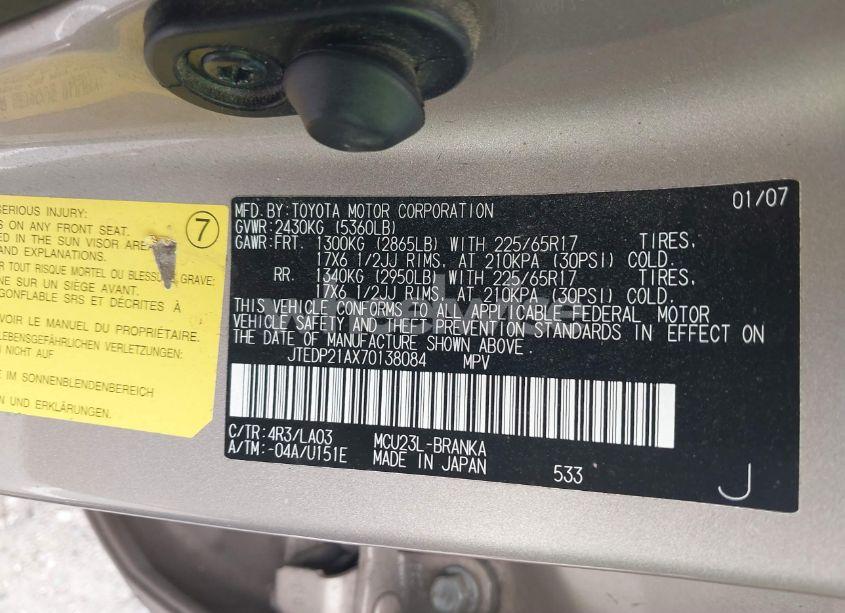 SERIOUS INJURY:
S ON ANY FRONT SEAT.
D IN THE SUN VISOR AREA
AND EXPLANATIONS.
R TOUT RISQUE MORTEL OU BLESSURE GRAVE:
NE SUR UN SIÈGE AVANT.
GONFLABLE SRS ET DÉCRITES À
VOIR LE MANUEL DU PROPRIÉTAIRE.
LEBENSGEFÄHRLICHEN VERLETZUNGEN:
NICHT AUF
E IM SONNENBLENDENBEREICH
N UND ERKLÄRUNGEN.
7
MFD.BY:TOYOTA MOTOR CORPORATION 01/07
GVWR:2430KG (5360LB)
GAWR:FRT. 1300KG (2865LB) WITH 225/65R17 TIRES,
17X6 1/2JJ RIMS, AT 210KPA (30PSI) COLD.
RR. 1340KG (2950LB) WITH 225/65R17 TIRES,
17X6 1/2JJ RIMS, AT 210KPA (30PSI) COLD.
THIS VEHICLE CONFORMS TO ALL APPLICABLE FEDERAL MOTOR
VEHICLE SAFETY AND THEFT PREVENTION STANDARDS IN EFFECT ON
THE DATE OF MANUFACTURE SHOWN ABOVE.
JTEDP21AX70138084 MPV
C/TR:4R3/LA03 MCU23L-BRANKA
A/TM:-04A/U151E MADE IN JAPAN 533
J